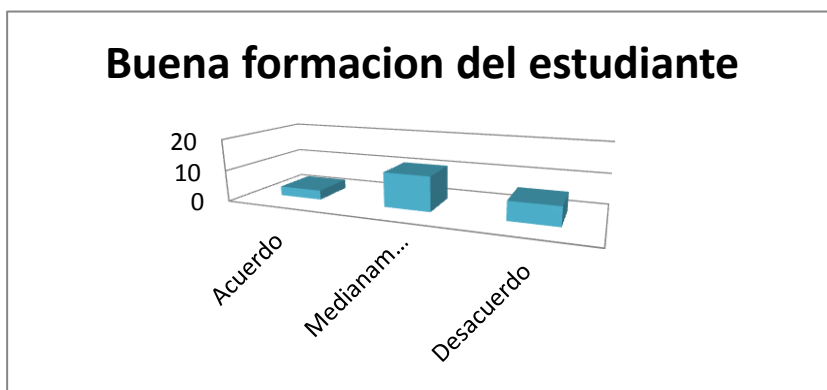 Buena formacion del estudiante
20
10
0
Acuerdo
Medianam...
Desacuerdo